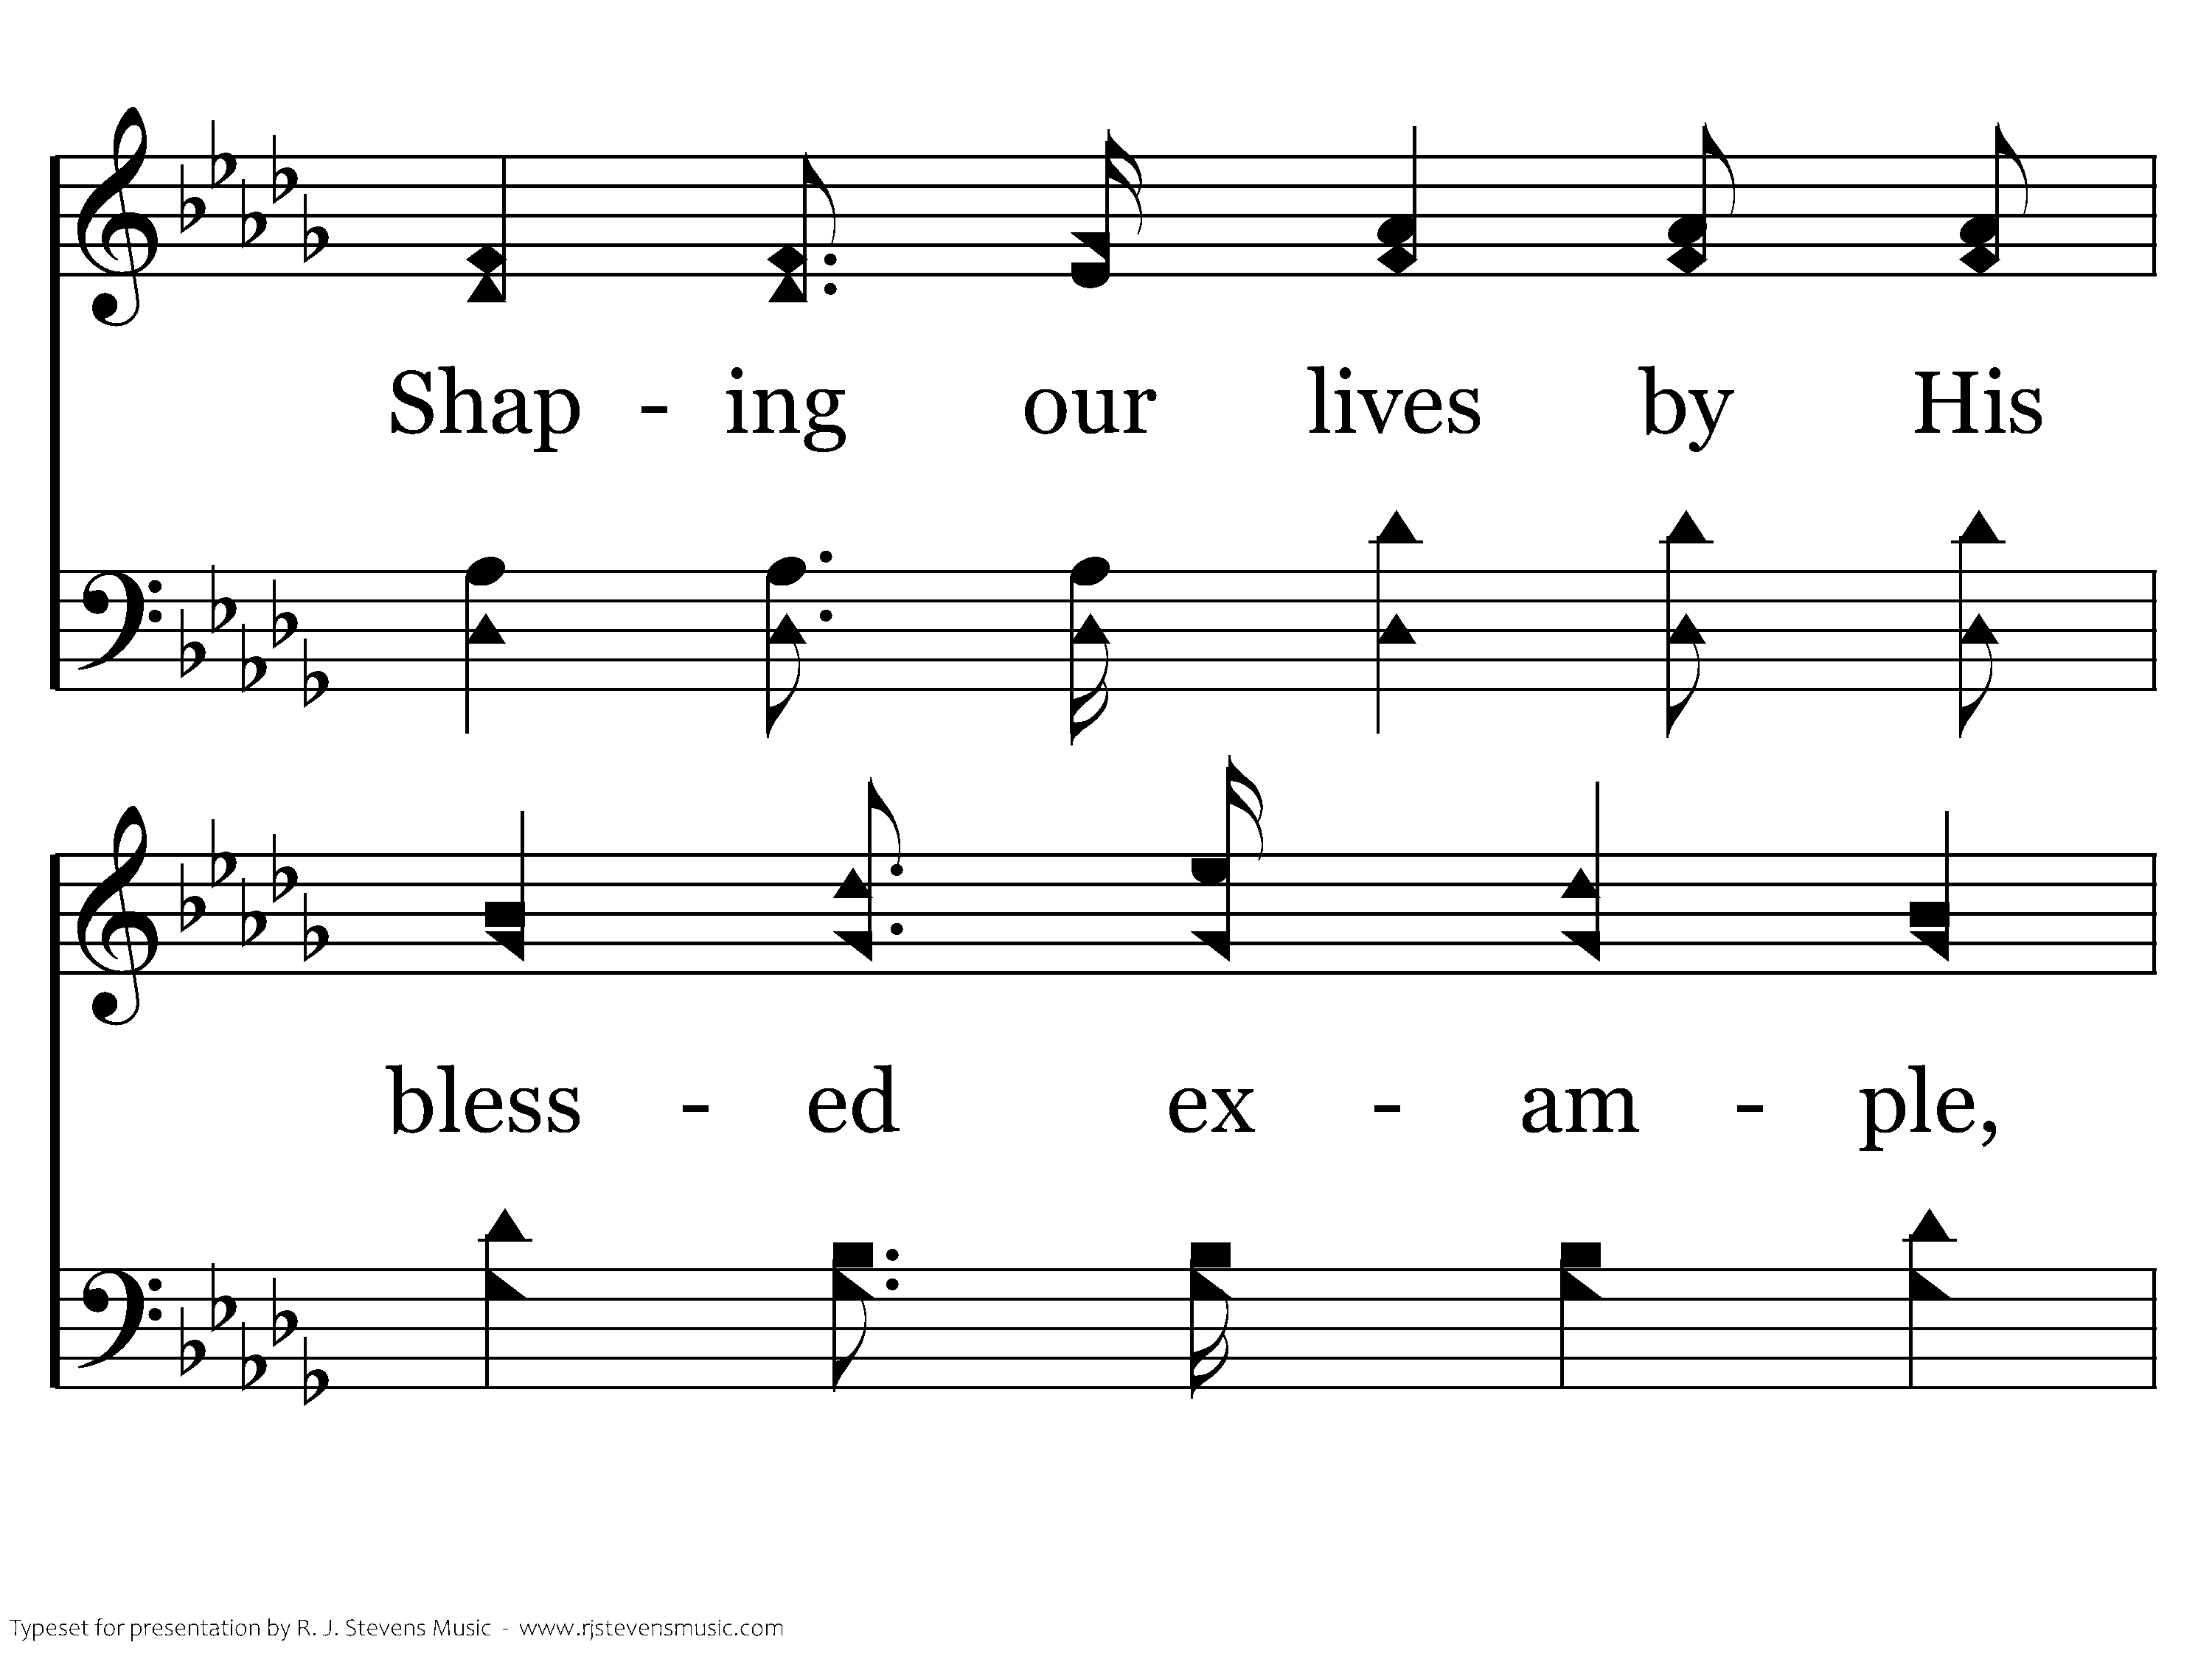 Shap - ing our lives by His
bless - ed ex - am - ple,
Typeset for presentation by R. J. Stevens Music - www.rjstevensmusic.com